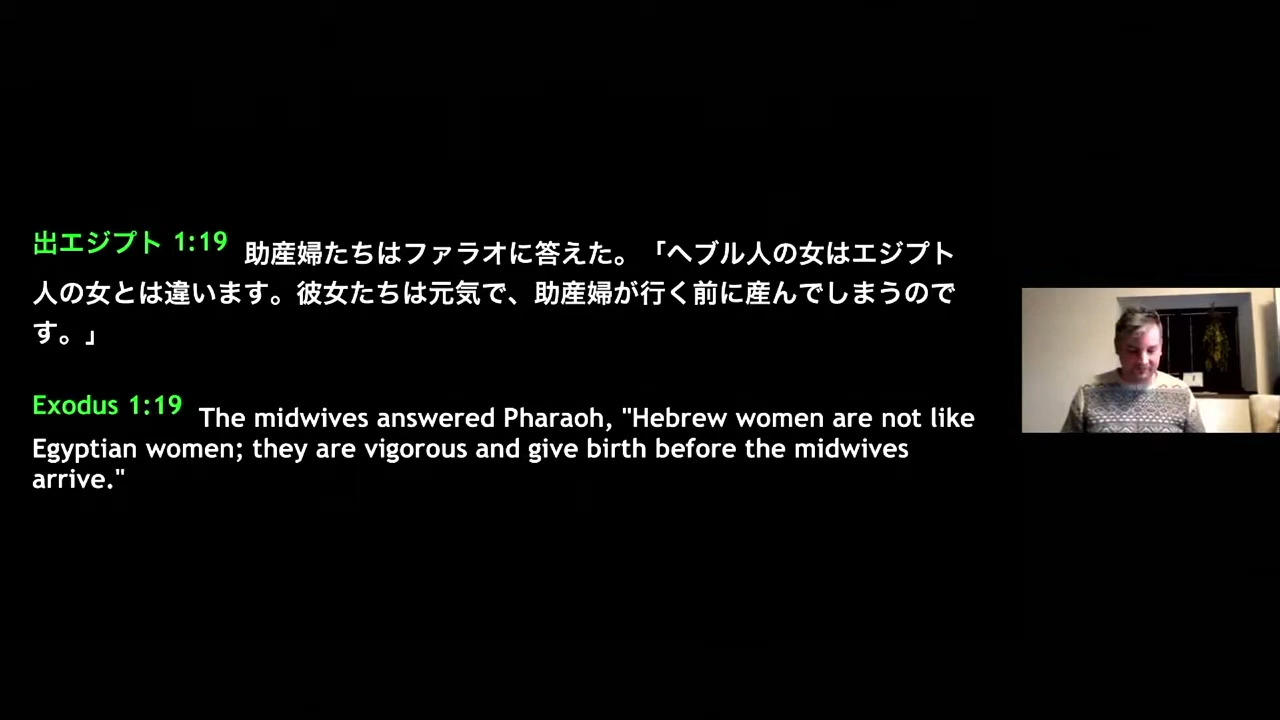 出エジプト 1:19 助産婦たちはファラオに答えた。「ヘブル人の女はエジプト
人の女とは違います。彼女たちは元気で、助産婦が行く前に産んでしまうので
す。」
Exodus 1:19 The midwives answered Pharaoh, "Hebrew women are not like
Egyptian women; they are vigorous and give birth before the midwives
arrive."